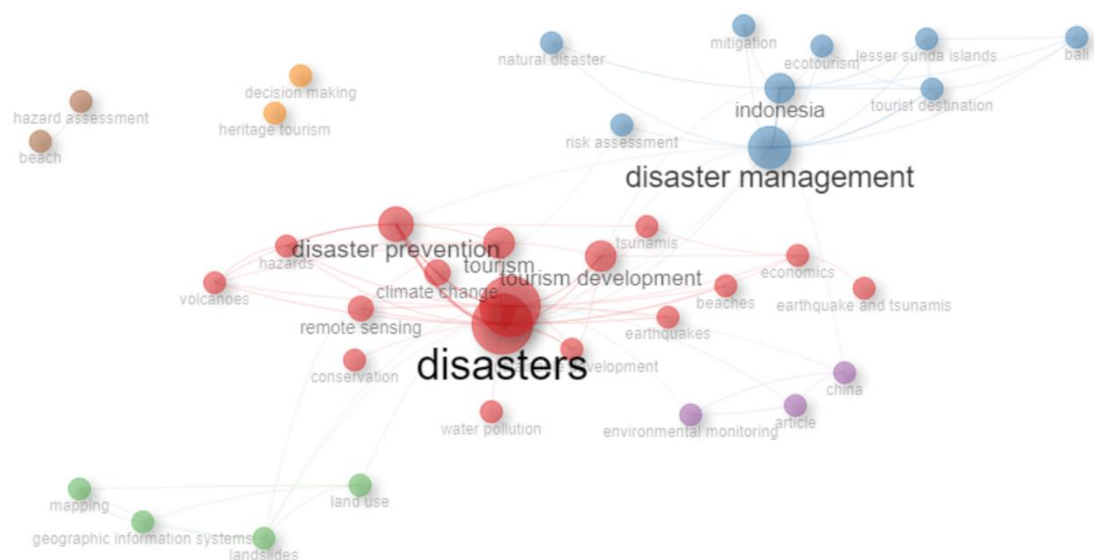 mitigation
natural disaster
ecotourism
lesser sunda islands
bali
decision making
hazard assessment
indonesia
tourist destination
heritage tourism
risk assessment
beach
disaster management
tsunamis
disaster prevention
hazards
tourism
tourism development
economics
climate change
volcanoes
beaches
earthquake and tsunamis
remote sensing
earthquakes
disasters
development
conservation
china
water pollution
article
environmental monitoring
land use
mapping
geographic information systems
landslides